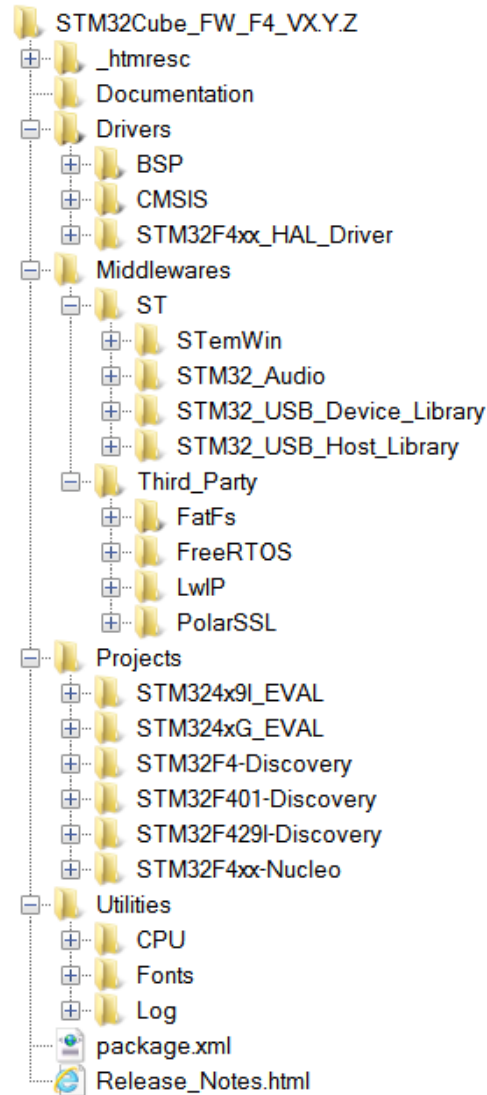 STM32Cube_FW_F4_VX.Y.Z
_htmresc
Documentation
Drivers
BSP
CMSIS
STM32F4xx_HAL_Driver
Middlewares
ST
STemWin
STM32_Audio
STM32_USB_Device_Library
STM32_USB_Host_Library
Third_Party
FatFs
FreeRTOS
LwIP
PolarSSL
Projects
STM324x9I_EVAL
STM324xG_EVAL
STM32F4-Discovery
STM32F401-Discovery
STM32F429I-Discovery
STM32F4xx-Nucleo
Utilities
CPU
Fonts
Log
package.xml
Release_Notes.html